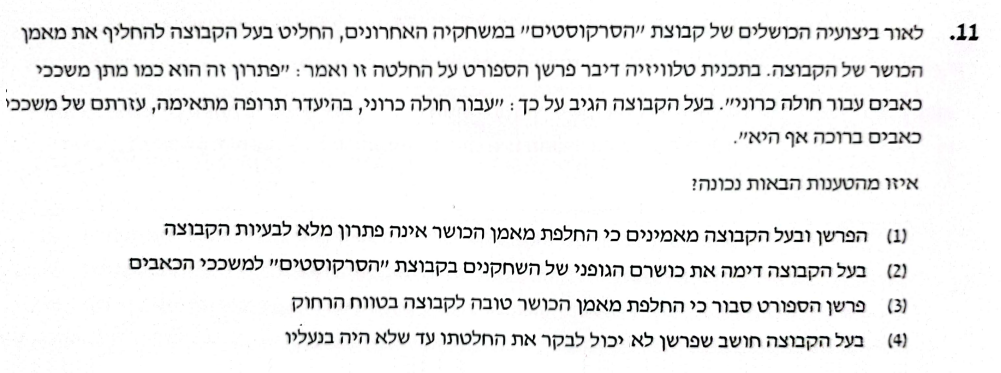 11. לאור ביצועיה הכושלים של קבוצת "הסרקוסטים" במשחקיה האחרונים, החליט בעל הקבוצה להחליף את מאמן
הכושר של הקבוצה. בתכנית טלוויזיה דיבר פרשן הספורט על החלטה זו ואמר: "פתרון זה הוא כמו מתן משככי
כאבים עבור חולה כרוני". בעל הקבוצה הגיב על כך: "עבור חולה כרוני, בהיעדר תרופה מתאימה, עזרתם של משככי
כאבים ברוכה אף היא".
איזו מהטענות הבאות נכונה?
(1) הפרשן ובעל הקבוצה מאמינים כי החלפת מאמן הכושר אינה פתרון מלא לבעיות הקבוצה
(2) בעל הקבוצה דימה את כושרם הגופני של השחקנים בקבוצת "הסרקוסטים" למשככי הכאבים
(3) פרשן הספורט סבור כי החלפת מאמן הכושר טובה לקבוצה בטווח הרחוק
(4) בעל הקבוצה חושב שפרשן לא יכול לבקר את החלטתו עד שלא היה בנעליו